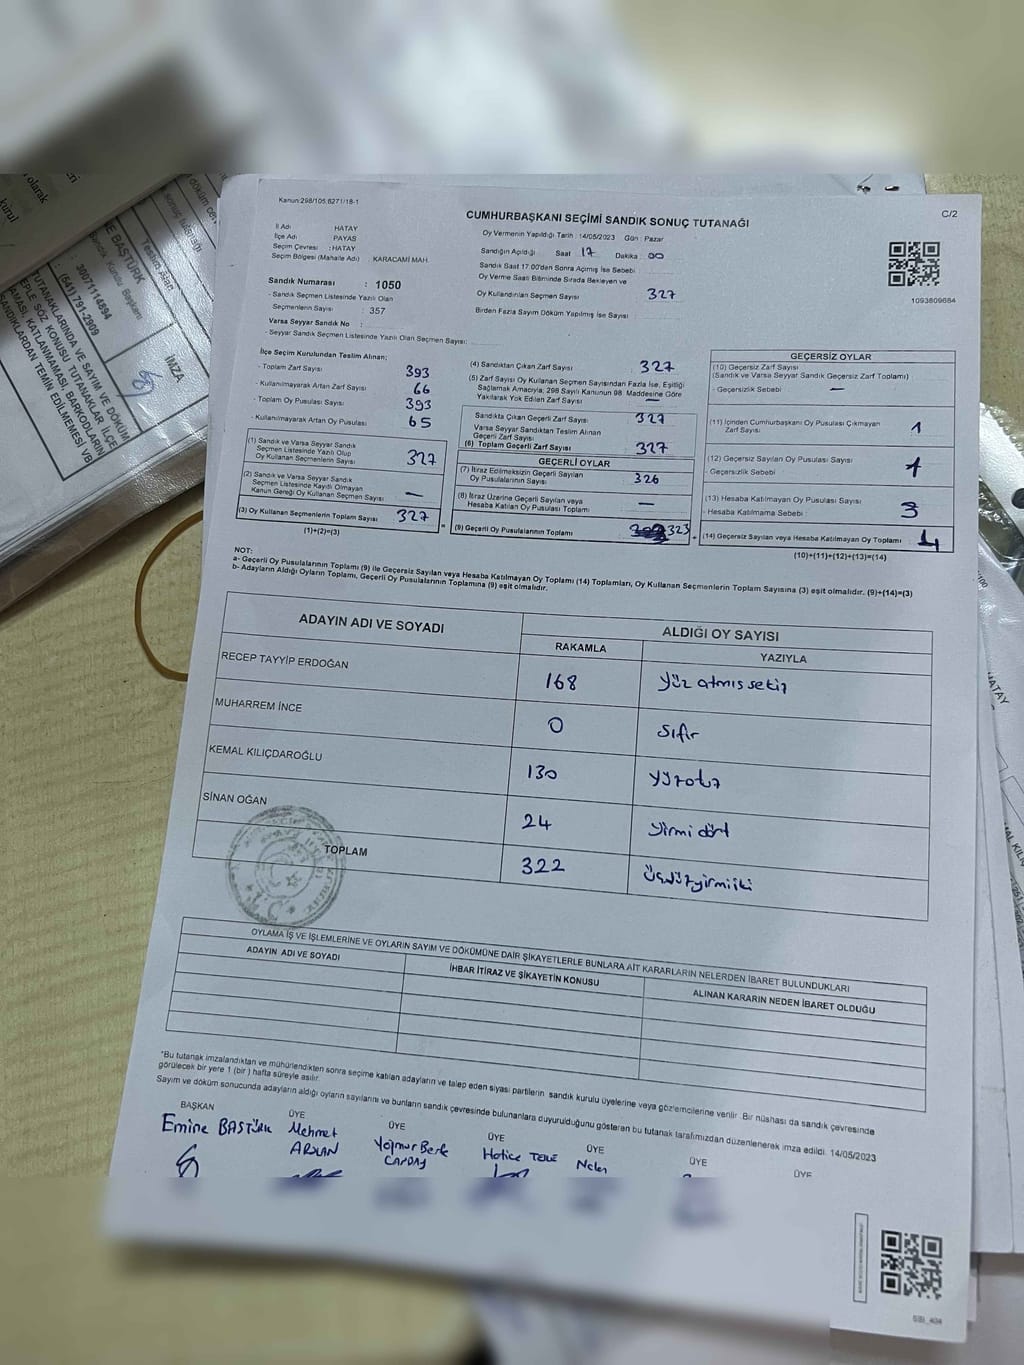 Kanun:298/105,6271/18-1
C/2
CUMHURBAŞKANI SEÇİMİ SANDIK SONUÇ TUTANAĞI
İl Adı : HATAY
İlçe Adı : PAYAS
Seçim Çevresi : HATAY
Seçim Bölgesi (Mahalle Adı) : KARACAMİ MAH.
Oy Vermenin Yapıldığı Tarih : 14/05/2023 Gün : Pazar
Sandığın Açıldığı Saat 17 Dakika 00
Sandık Saat 17:00'den Sonra Açılmış İse Sebebi :
Oy Verme Saati Bitiminde Sırada Bekleyen ve
Oy Kullandırılan Seçmen Sayısı 327
Birden Fazla Sayım Döküm Yapılmış İse Sayısı :
1093809684
Sandık Numarası : 1050
- Sandık Seçmen Listesinde Yazılı Olan
Seçmenlerin Sayısı : 357
Varsa Seyyar Sandık No :
- Seyyar Sandık Seçmen Listesinde Yazılı Olan Seçmen Sayısı:
İlçe Seçim Kurulundan Teslim Alınan;
- Toplam Zarf Sayısı 393
- Kullanılmayarak Artan Zarf Sayısı 66
- Toplam Oy Pusulası Sayısı 393
- Kullanılmayarak Artan Oy Pusulası 65
(1) Sandık ve Varsa Seyyar Sandık
Seçmen Listesinde Yazılı Olup
Oy Kullanan Seçmenlerin Sayısı 327
(2) Sandık ve Varsa Seyyar Sandık
Seçmen Listesinde Kayıtlı Olmayan
Kanun Gereği Oy Kullanan Seçmen Sayısı —
(3) Oy Kullanan Seçmenlerin Toplam Sayısı 327
(1)+(2)=(3)
(4) Sandıktan Çıkan Zarf Sayısı 327
(5) Zarf Sayısı Oy Kullanan Seçmen Sayısından Fazla İse, Eşitliği
Sağlamak Amacıyla; 298 Sayılı Kanunun 98. Maddesine Göre
Yakılarak Yok Edilen Zarf Sayısı —
Sandıkta Çıkan Geçerli Zarf Sayısı 327
Varsa Seyyar Sandıktan Teslim Alınan
Geçerli Zarf Sayısı
(6) Toplam Geçerli Zarf Sayısı 327
GEÇERLİ OYLAR
(7) İtiraz Edilmeksizin Geçerli Sayılan
Oy Pusulalarının Sayısı 326
(8) İtiraz Üzerine Geçerli Sayılan veya
Hesaba Katılan Oy Pusulası Toplamı —
(9) Geçerli Oy Pusulalarının Toplamı 323
GEÇERSİZ OYLAR
(10) Geçersiz Zarf Sayısı
(Sandık ve Varsa Seyyar Sandık Geçersiz Zarf Toplamı)
- Geçersizlik Sebebi —
(11) İçinden Cumhurbaşkanı Oy Pusulası Çıkmayan
Zarf Sayısı 1
(12) Geçersiz Sayılan Oy Pusulası Sayısı
- Geçersizlik Sebebi 1
(13) Hesaba Katılmayan Oy Pusulası Sayısı
- Hesaba Katılmama Sebebi : 3
(14) Geçersiz Sayılan veya Hesaba Katılmayan Oy Toplamı 4
(10)+(11)+(12)+(13)=(14)
NOT:
a- Geçerli Oy Pusulalarının Toplamı (9) ile Geçersiz Sayılan veya Hesaba Katılmayan Oy Toplamı (14) Toplamları, Oy Kullanan Seçmenlerin Toplam Sayısına (3) eşit olmalıdır. (9)+(14)=(3)
b- Adayların Aldığı Oyların Toplamı, Geçerli Oy Pusulalarının Toplamına (9) eşit olmalıdır.
ADAYIN ADI VE SOYADI
ALDIĞI OY SAYISI
RAKAMLA YAZIYLA
RECEP TAYYİP ERDOĞAN 168 Yüz atmış sekiz
MUHARREM İNCE 0 sıfır
KEMAL KILIÇDAROĞLU 130 Yüzotuz
SİNAN OĞAN 24 Yirmi dört
TOPLAM 322 üçyüzyirmiiki
OYLAMA İŞ VE İŞLEMLERİNE VE OYLARIN SAYIM VE DÖKÜMÜNE DAİR ŞİKAYETLERLE BUNLARA AİT KARARLARIN NELERDEN İBARET BULUNDUKLARI
ADAYIN ADI VE SOYADI İHBAR İTİRAZ VE ŞİKAYETİN KONUSU ALINAN KARARIN NEDEN İBARET OLDUĞU
*Bu tutanak imzalandıktan ve mühürlendikten sonra seçime katılan adayların ve talep eden siyasi partilerin sandık kurulu üyelerine veya gözlemcilerine verilir. Bir nüshası da sandık çevresinde
görülecek bir yere 1 (bir) hafta süreyle asılır.
Sayım ve döküm sonucunda adayların aldığı oyların sayılarını ve bunların sandık çevresinde bulunanlara duyurulduğunu gösteren bu tutanak tarafımızdan düzenlenerek imza edildi. 14/05/2023
BAŞKAN ÜYE ÜYE ÜYE ÜYE ÜYE ÜYE
Emine BAŞTÜRK
Mehmet
ARSLAN
Yağmur Berk
Hatice
BAŞTÜRK
Sandık Kurulu Başkanı
30071114894
(541) 791-2909
İMZA
Teslim Alan